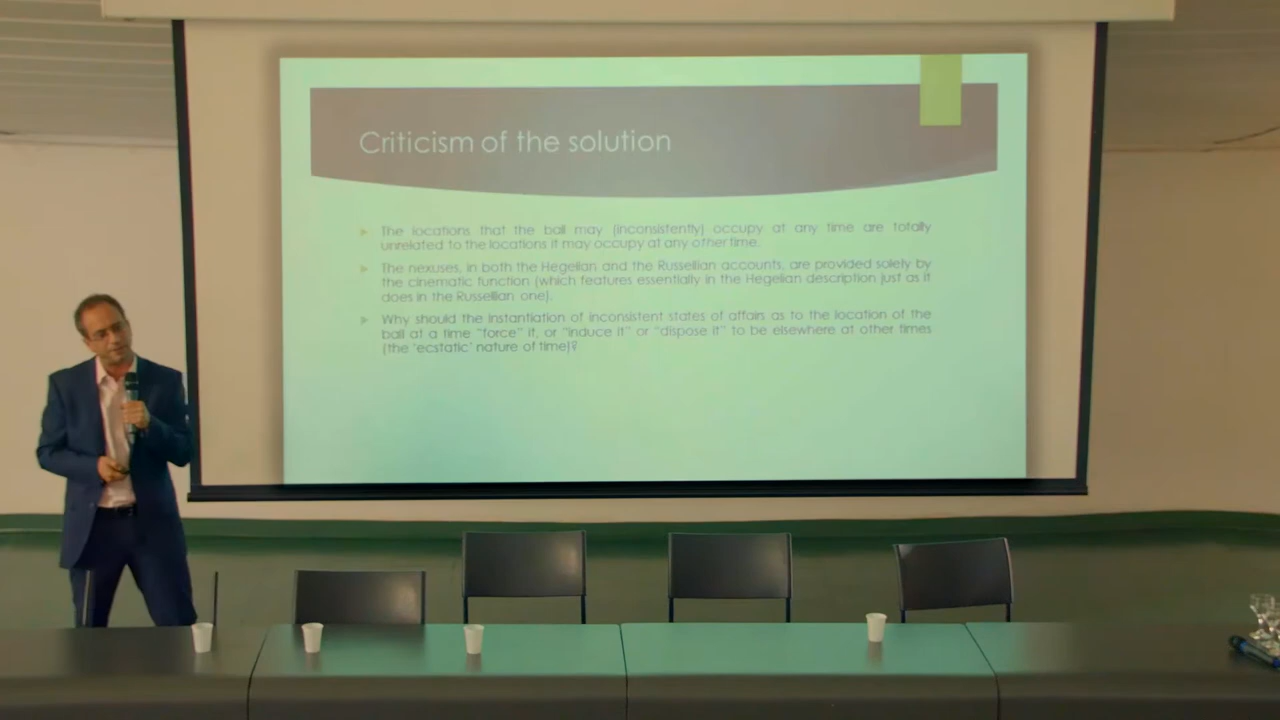 Criticism of the solution
The locations that the ball may (inconsistently) occupy at any time are totally
unrelated to the locations it may occupy at any other time.
The nexuses, in both the Hegelian and the Russellian accounts, are provided solely by
the cinematic function (which features essentially in the Hegelian description just as it
does in the Russellian one).
Why should the instantiation of inconsistent states of affairs as to the location of the
ball at a time "force" it, or "induce it" or "dispose it" to be elsewhere at other times
(the 'ecstatic' nature of time)?